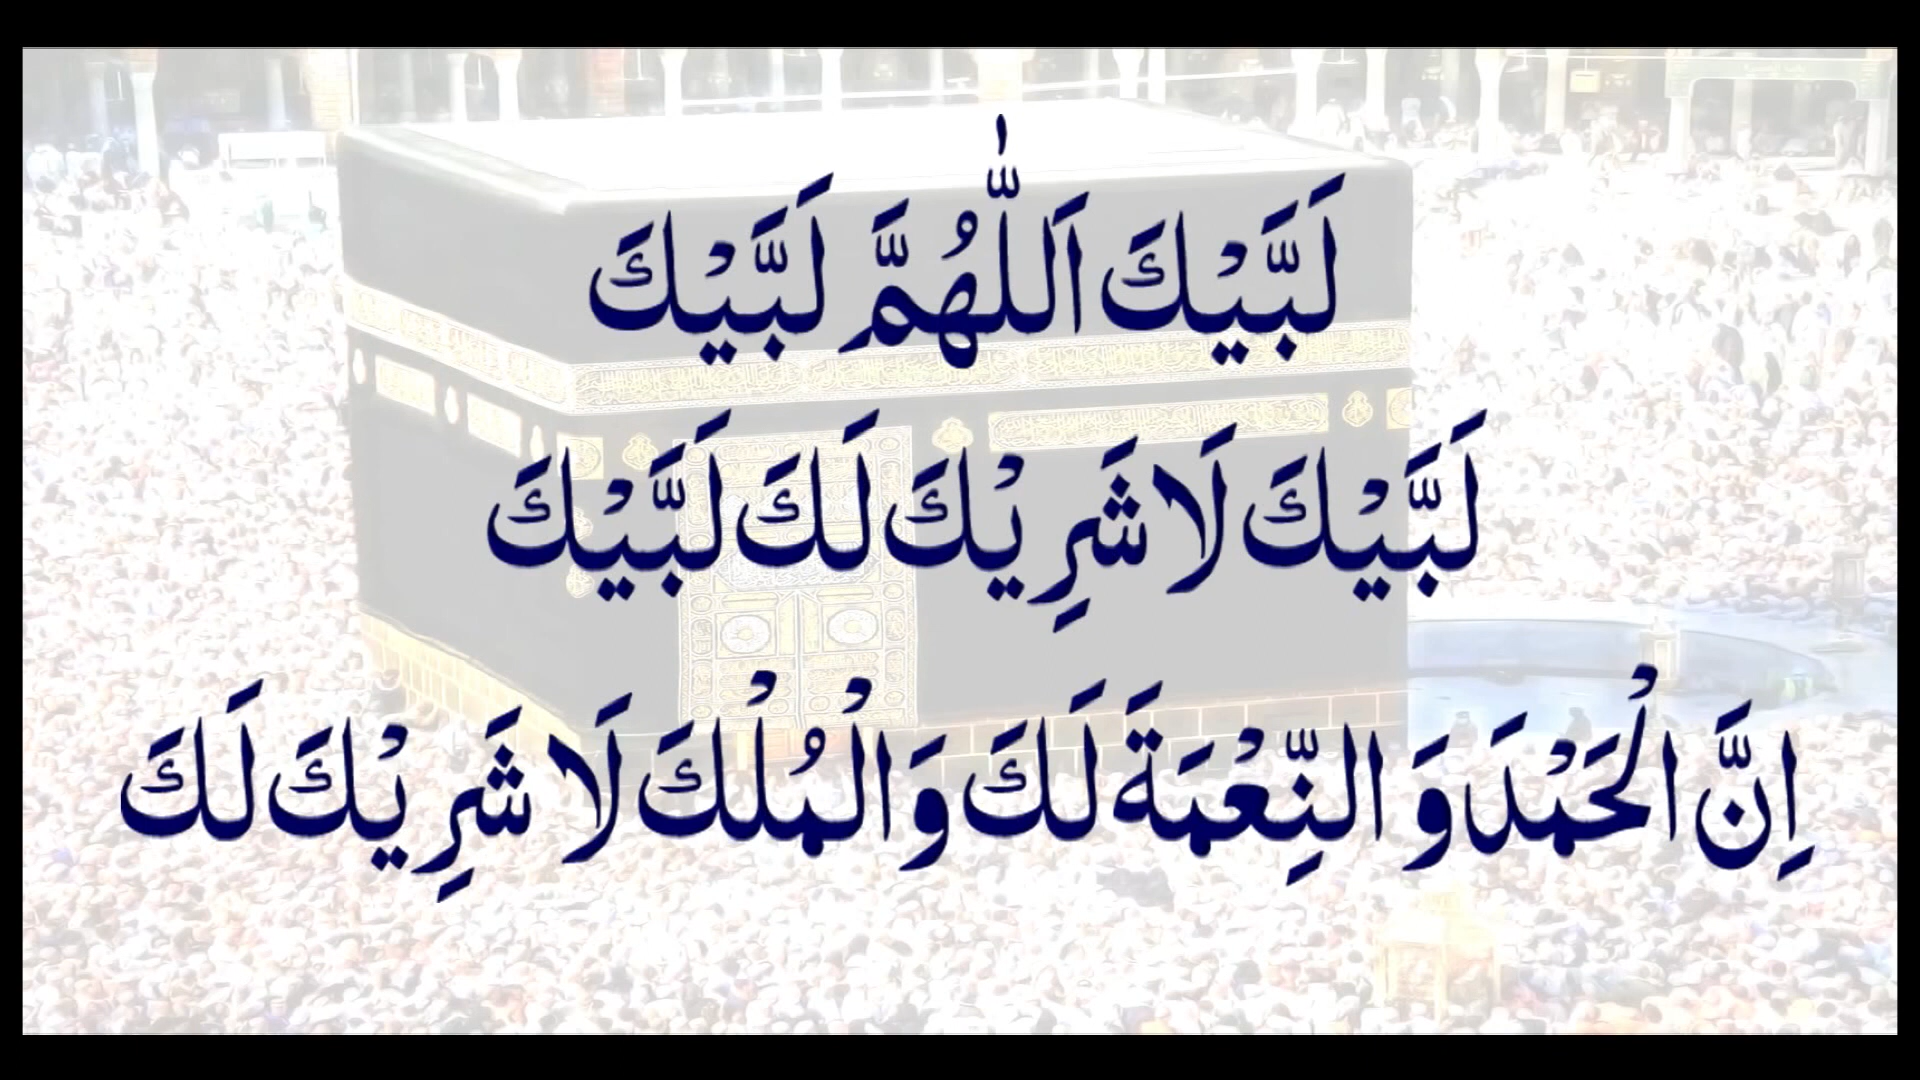 لَبَّيْكَ اَللّٰهُمَّ لَبَّيْكَ
لَبَّيْكَ لَا شَرِيْكَ لَكَ لَبَّيْكَ
اِنَّ الْحَمْدَ وَ النِّعْمَةَ لَكَ وَالْمُلْكَ لَا شَرِيْكَ لَكَ